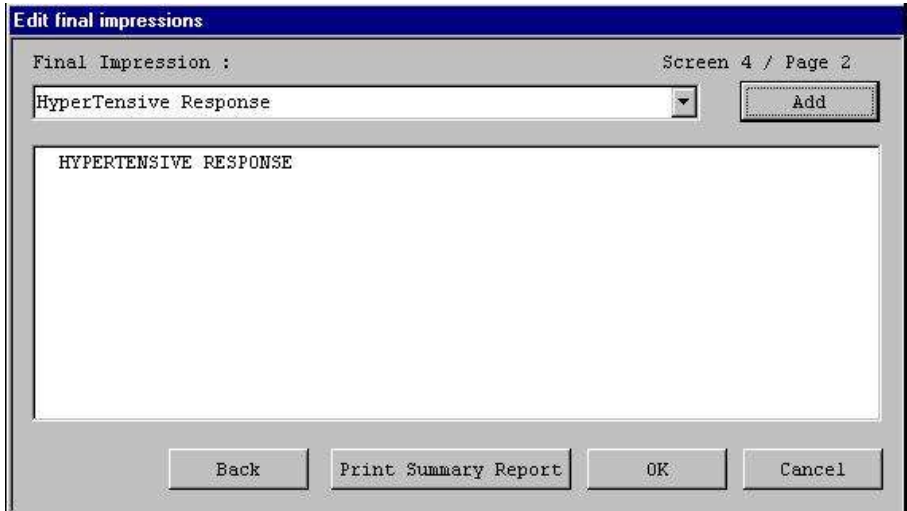 Edit final impressions
Final Impression :
Screen 4 / Page 2
HyperTensive Response
Add
HYPERTENSIVE RESPONSE
Back
Print Summary Report
OK
Cancel